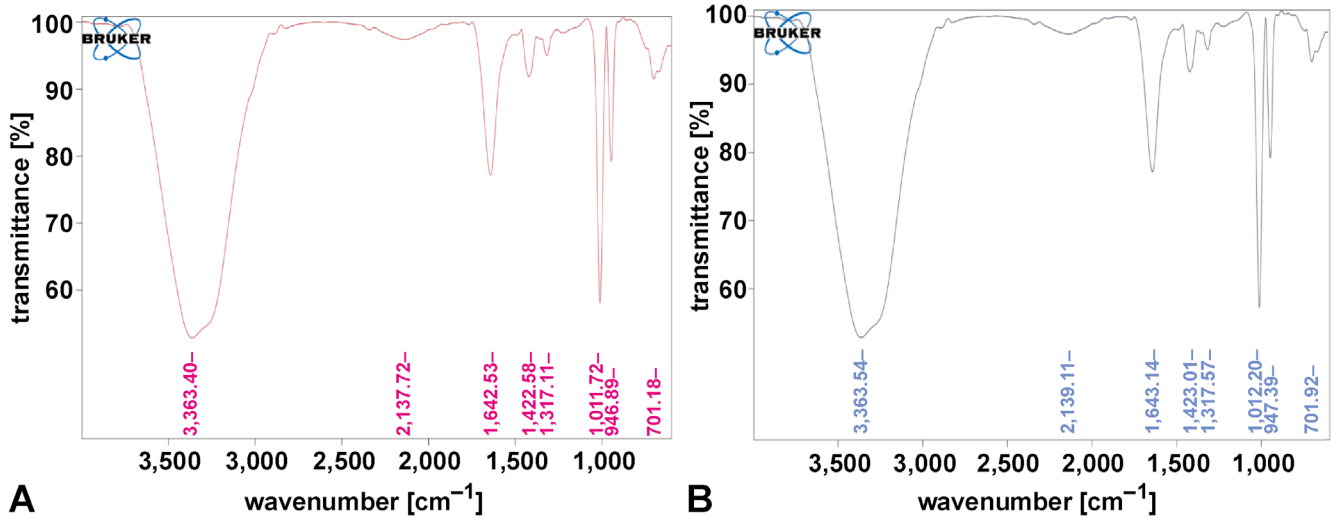 BRUKER
transmittance [%]
100
90
80
70
60
3,363.40–
2,137.72–
1,642.53–
1,422.58–
1,317.11–
1,011.72–
946.89–
701.18–
3,500 3,000 2,500 2,000 1,500 1,000
wavenumber [cm⁻¹]
A
BRUKER
transmittance [%]
100
90
80
70
60
3,363.54–
2,139.11–
1,643.14–
1,423.01–
1,317.57–
1,012.20–
947.39–
701.92–
3,500 3,000 2,500 2,000 1,500 1,000
wavenumber [cm⁻¹]
B